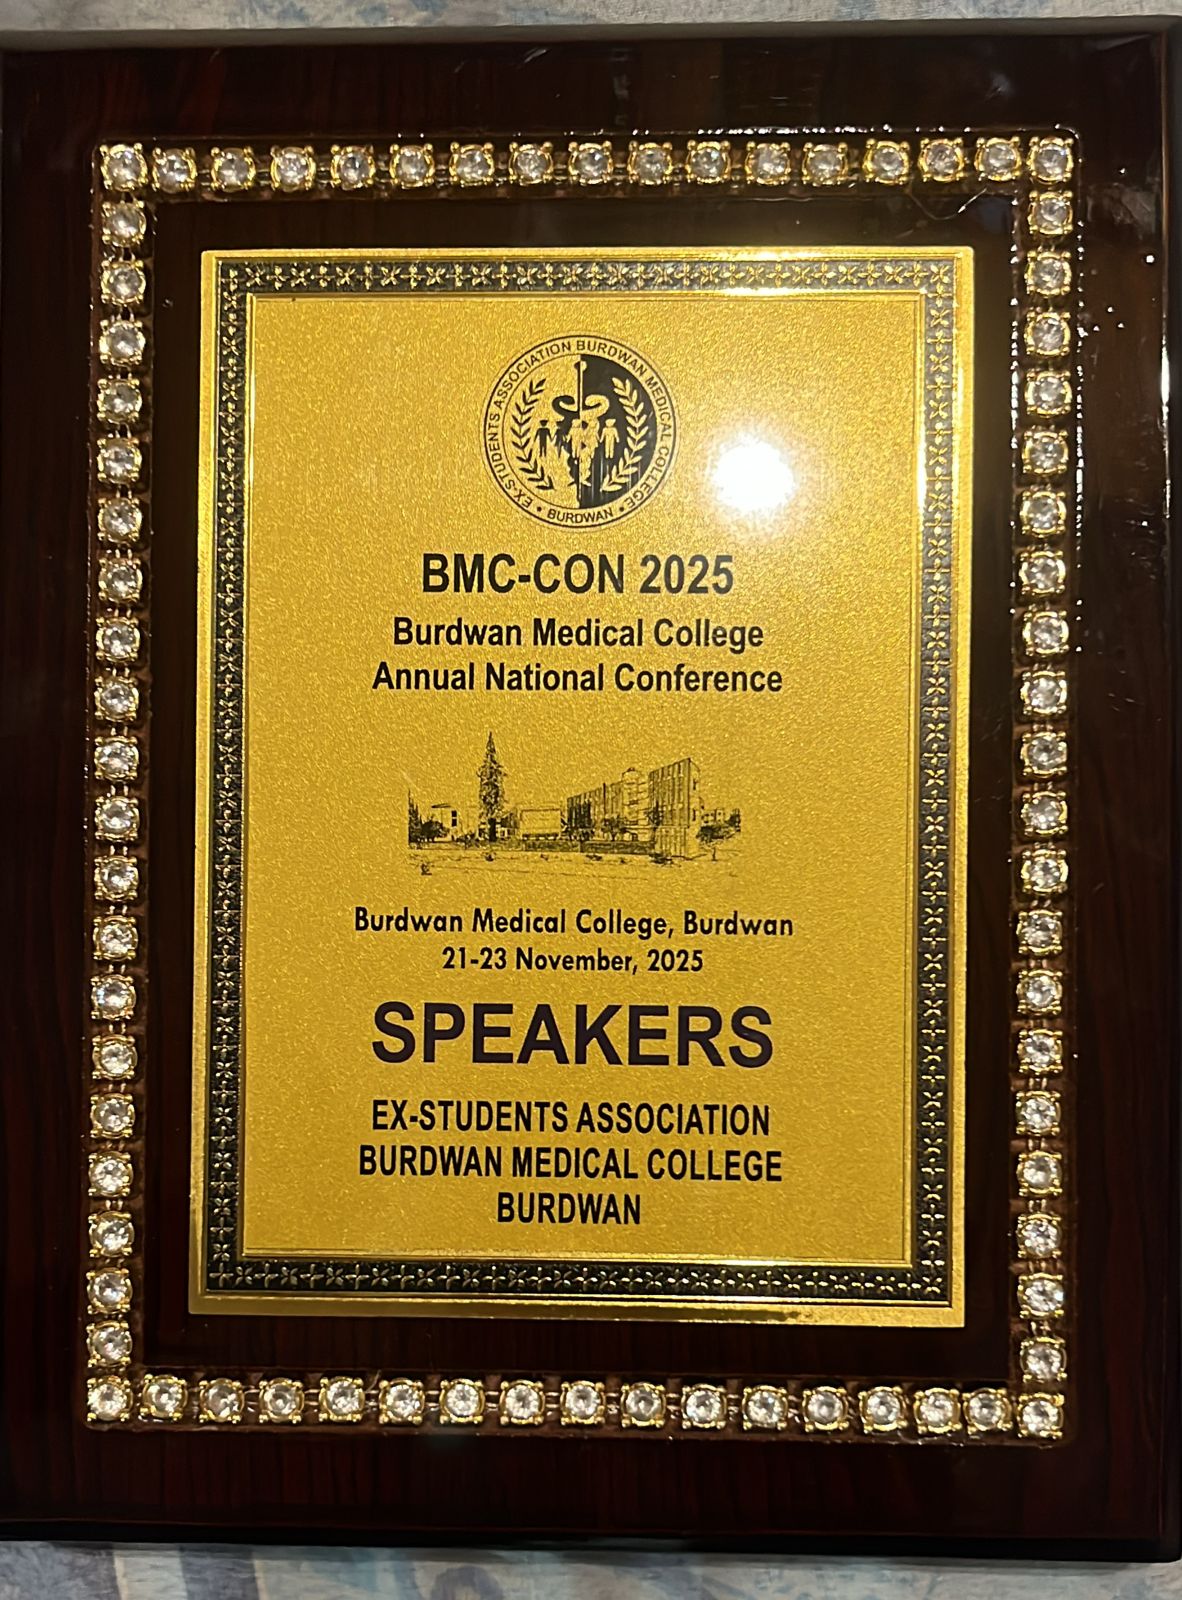 EX-STUDENTS ASSOCIATION BURDWAN MEDICAL COLLEGE
• BURDWAN •
BMC-CON 2025
Burdwan Medical College
Annual National Conference
Burdwan Medical College, Burdwan
21-23 November, 2025
SPEAKERS
EX-STUDENTS ASSOCIATION
BURDWAN MEDICAL COLLEGE
BURDWAN